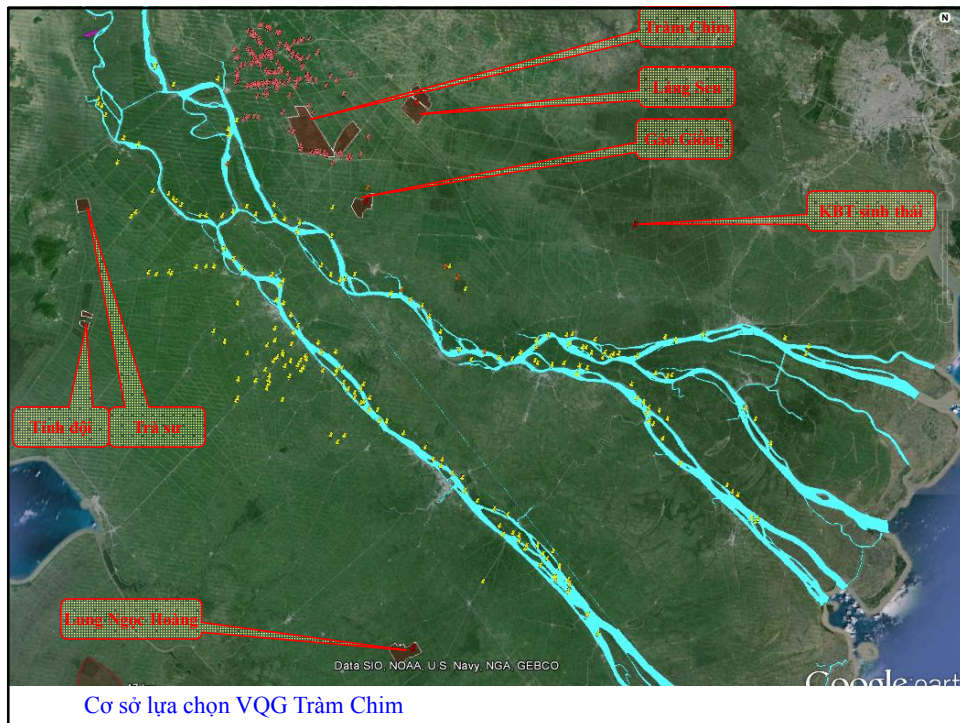 N
Tràm Chim
Láng Sen
Gáo Giồng
KBT sinh thái
Tỉnh đội
Trà sư
Lung Ngọc Hoàng
Data SIO, NOAA, U.S. Navy, NGA, GEBCO
Google earth
Cơ sở lựa chọn VQG Tràm Chim